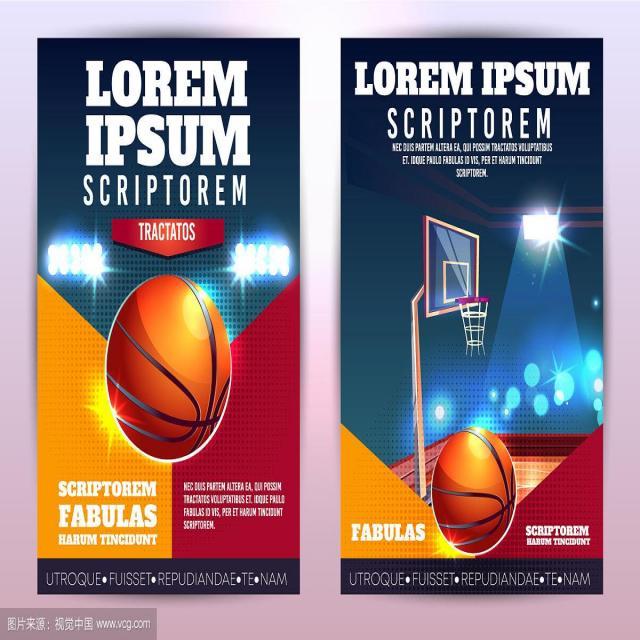 LOREM
IPSUM
SCRIPTOREM
TRACTATOS
SCRIPTOREM
FABULAS
HARUM TINCIDUNT
NEC DUIS PARTEM ALTERA EA, QUI POSSIM
TRACTATOS USU EI. IDQUE PAULO
FABULAS ID VIS, PER ET HARUM TINCIDUNT
SCRIPTOREM.
UTROQUE•FUISSET•REPUDIANDAE•TE•NAM
LOREM IPSUM
SCRIPTOREM
NEC DUIS PARTEM ALTERA EA, QUI POSSIM TRACTATOS USU
ET. IDQUE PAULO FABULAS ID VIS, PER ET HARUM TINCIDUNT
SCRIPTOREM.
FABULAS
SCRIPTOREM
HARUM TINCIDUNT
UTROQUE•FUISSET•REPUDIANDAE•TE•NAM
图片来源：视觉中国 www.vcg.com